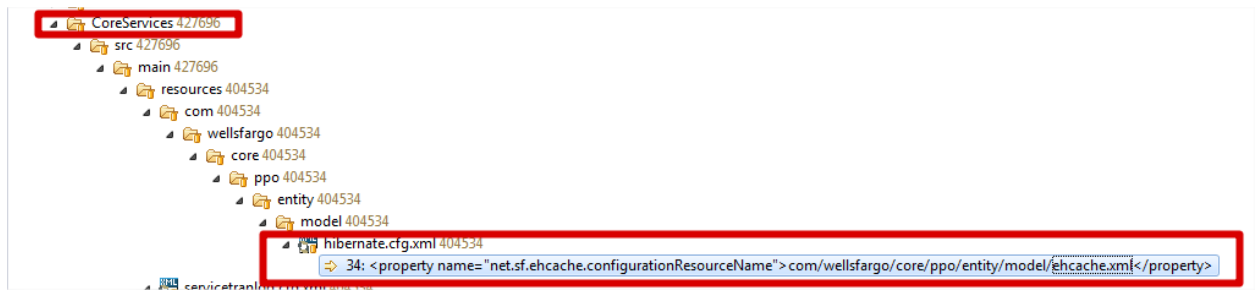 CoreServices 427696
src 427696
main 427696
resources 404534
com 404534
wellsfargo 404534
core 404534
ppo 404534
entity 404534
model 404534
hibernate.cfg.xml 404534
34: <property name="net.sf.ehcache.configurationResourceName">com/wellsfargo/core/ppo/entity/model/ehcache.xml</property>